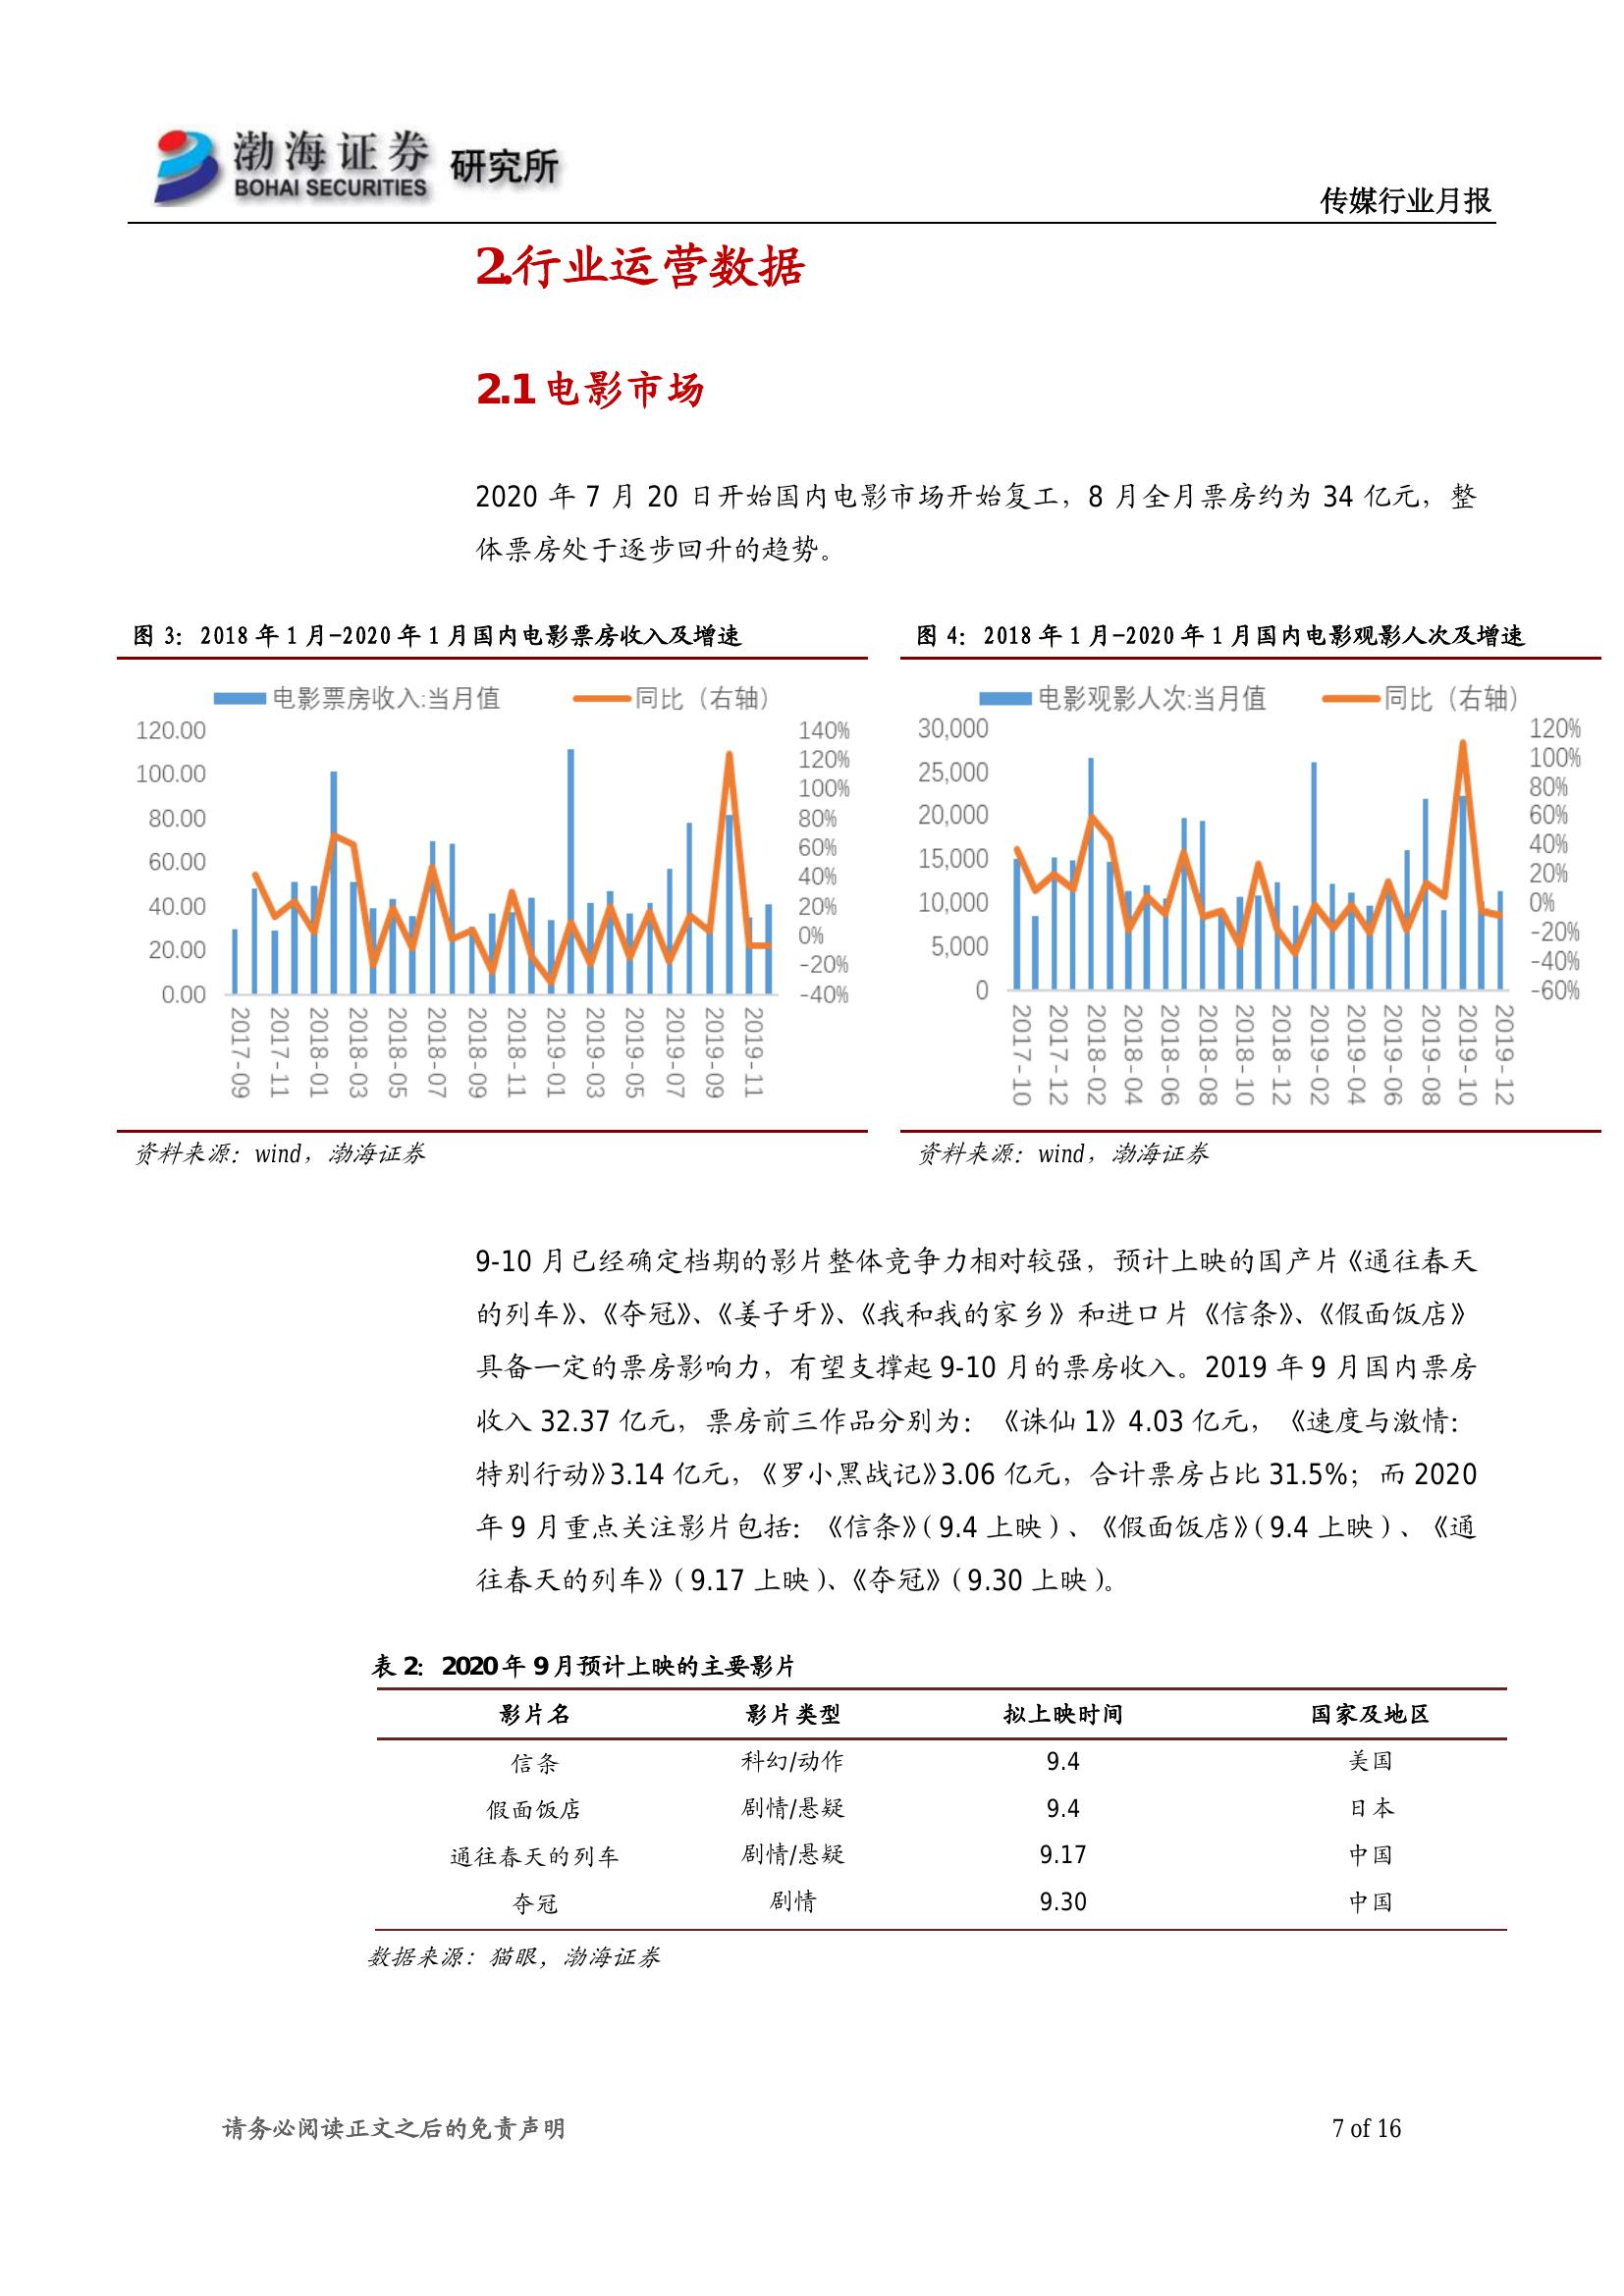 渤海证券 研究所
BOHAI SECURITIES
传媒行业月报
2.行业运营数据
2.1 电影市场
2020 年 7 月 20 日开始国内电影市场开始复工，8 月全月票房约为 34 亿元，整
体票房处于逐步回升的趋势。
图 3：2018 年 1 月-2020 年 1 月国内电影票房收入及增速
电影票房收入:当月值 同比（右轴）
120.00
100.00
80.00
60.00
40.00
20.00
0.00
140%
120%
100%
80%
60%
40%
20%
0%
-20%
-40%
2017-09
2017-11
2018-01
2018-03
2018-05
2018-07
2018-09
2018-11
2019-01
2019-03
2019-05
2019-07
2019-09
2019-11
资料来源：wind，渤海证券
图 4：2018 年 1 月-2020 年 1 月国内电影观影人次及增速
电影观影人次:当月值 同比（右轴）
30,000
25,000
20,000
15,000
10,000
5,000
0
120%
100%
80%
60%
40%
20%
0%
-20%
-40%
-60%
2017-10
2017-12
2018-02
2018-04
2018-06
2018-08
2018-10
2018-12
2019-02
2019-04
2019-06
2019-08
2019-10
2019-12
资料来源：wind，渤海证券
9-10 月已经确定档期的影片整体竞争力相对较强，预计上映的国产片《通往春天
的列车》、《夺冠》、《姜子牙》、《我和我的家乡》和进口片《信条》、《假面饭店》
具备一定的票房影响力，有望支撑起 9-10 月的票房收入。2019 年 9 月国内票房
收入 32.37 亿元，票房前三作品分别为：《诛仙 1》4.03 亿元，《速度与激情：
特别行动》3.14 亿元，《罗小黑战记》3.06 亿元，合计票房占比 31.5%；而 2020
年 9 月重点关注影片包括：《信条》（9.4 上映）、《假面饭店》（9.4 上映）、《通
往春天的列车》（9.17 上映）、《夺冠》（9.30 上映）。
表 2：2020 年 9 月预计上映的主要影片
影片名 影片类型 拟上映时间 国家及地区
信条 科幻/动作 9.4 美国
假面饭店 剧情/悬疑 9.4 日本
通往春天的列车 剧情/悬疑 9.17 中国
夺冠 剧情 9.30 中国
数据来源：猫眼，渤海证券
请务必阅读正文之后的免责声明 7 of 16